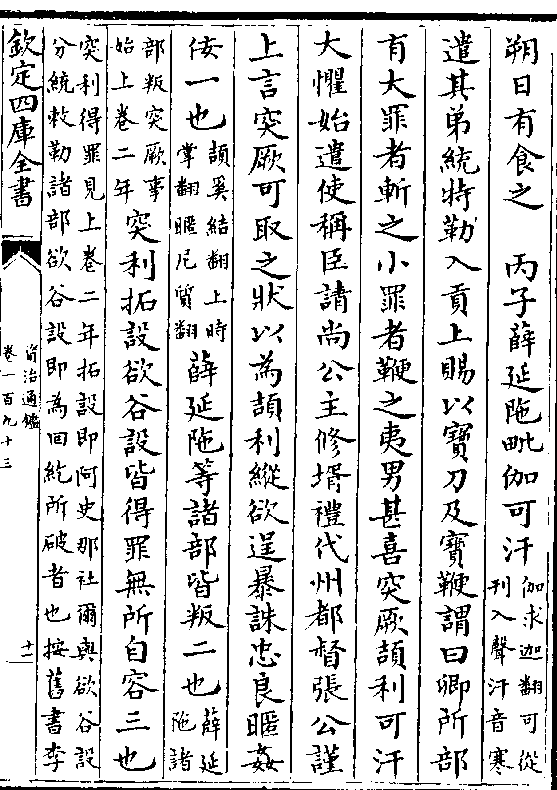 朔日有食之　丙子薛延陁毗伽可汗
伽求迦翻可從
刋入聲汗音寒
遣其弟統特勒入貢上賜以寳刀及寳鞭謂曰卿所部
有大罪者斬之小罪者鞭之夷男甚喜突厥頡利可汗
大懼始遣使稱臣請尚公主修壻禮代州都督張公謹
上言突厥可取之狀以為頡利縱欲逞暴誅忠良暱姦
佞一也
頡奚結翻上時
掌翻暱尼質翻
薛延陁等諸部皆叛二也
薛延
陁諸
部叛突厥事
始上卷二年
突利拓設欲谷設皆得罪無所自容三也
突利得罪見上卷二年拓設即阿史那社爾與欲谷設
分統敕勒諸部欲谷設即為回紇所破者也按舊書李
欽定四庫全書
資治通鑑
卷一百九十三
十一